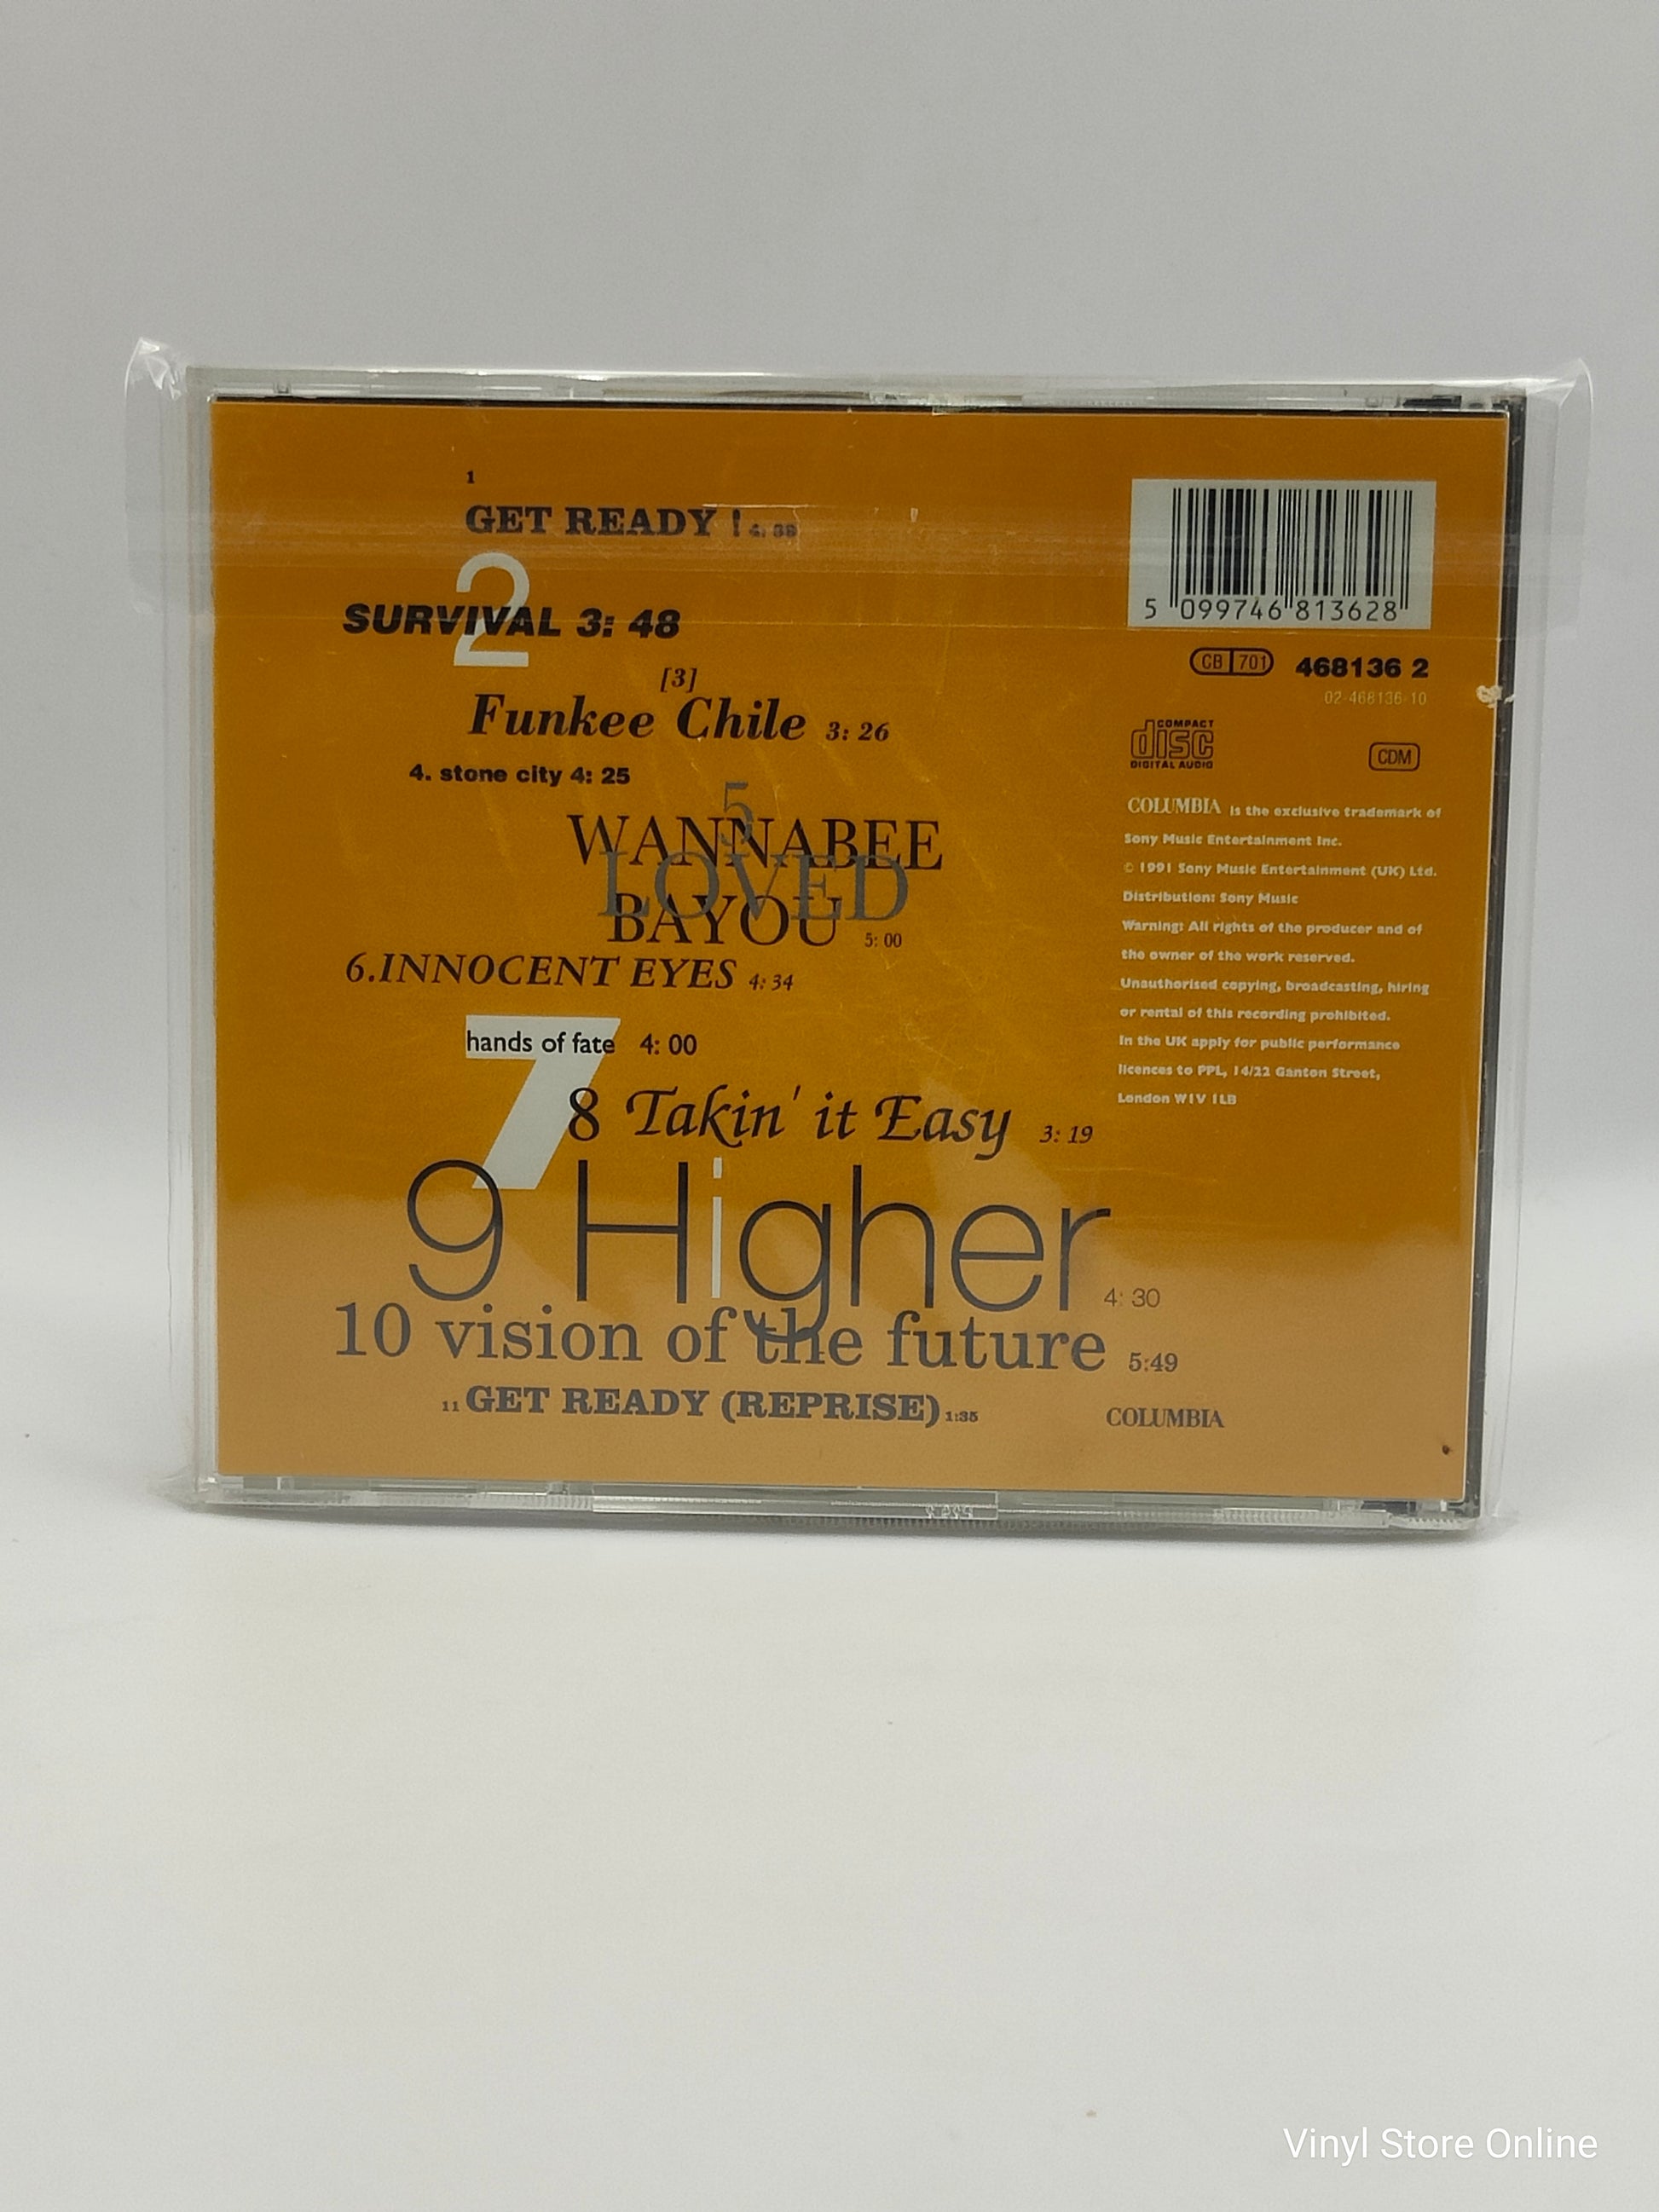 1
GET READY !
2
SURVIVAL 3: 48
[3]
Funkee Chile 3: 26
4. stone city 4: 25
5
WANNABEE
LOVED
BAYOU 5: 00
6.INNOCENT EYES 4: 34
7
hands of fate 4: 00
8 Takin' it Easy 3: 19
9 Higher 4: 30
10 vision of the future 5:49
11 GET READY (REPRISE) 1:35
COLUMBIA
5 099746 813628
CB 701 468136 2
02-468136-10
COMPACT
disc
DIGITAL AUDIO
CDM
COLUMBIA is the exclusive trademark of
Sony Music Entertainment Inc.
© 1991 Sony Music Entertainment (UK) Ltd.
Distribution: Sony Music
Warning: All rights of the producer and of
the owner of the work reserved.
Unauthorised copying, broadcasting, hiring
or rental of this recording prohibited.
In the UK apply for public performance
licences to PPL, 14/22 Ganton Street,
London W1V 1LB
Vinyl Store Online